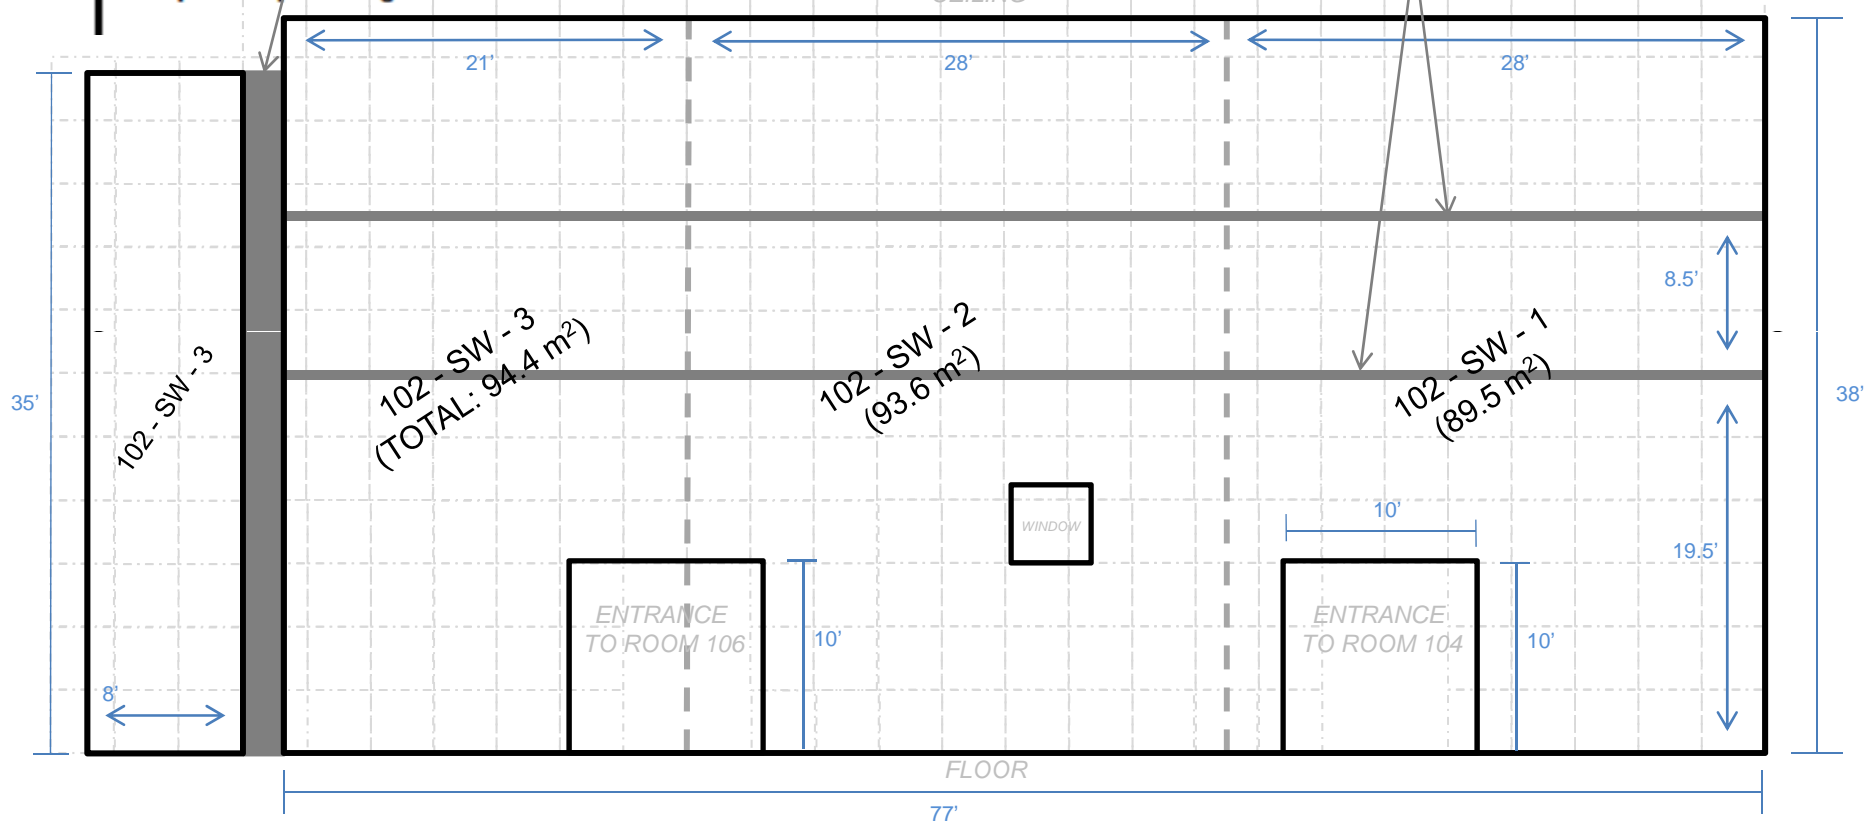 CEILING
21’
28’
28’
8.5’
102 - SW - 3
(TOTAL: 94.4 m²)
102 - SW - 2
(93.6 m²)
102 - SW - 1
(89.5 m²)
102 - SW - 3
35’
38’
10’
WINDOW
19.5’
ENTRANCE
TO ROOM 106
10’
ENTRANCE
TO ROOM 104
10’
8’
FLOOR
77’